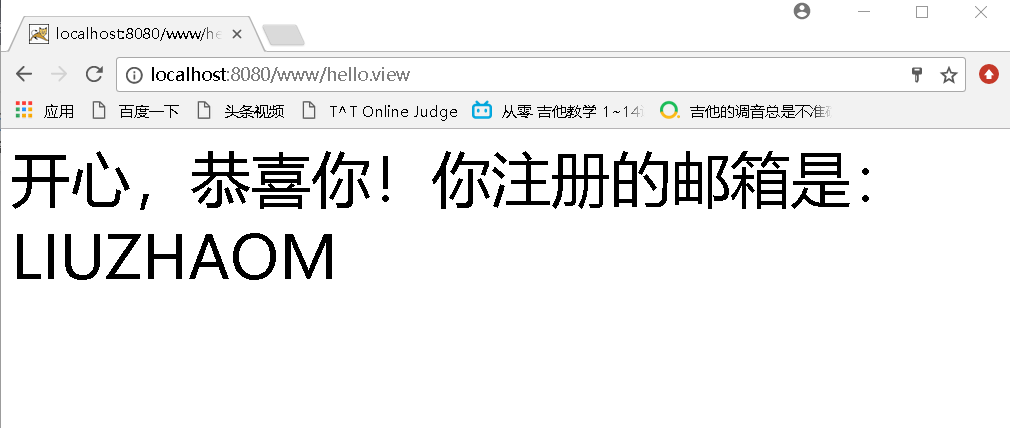 localhost:8080/www/he
localhost:8080/www/hello.view
应用 百度一下 头条视频 T^T Online Judge 从零 吉他教学 1~14 吉他的调音总是不准
开心，恭喜你！你注册的邮箱是：
LIUZHAOM